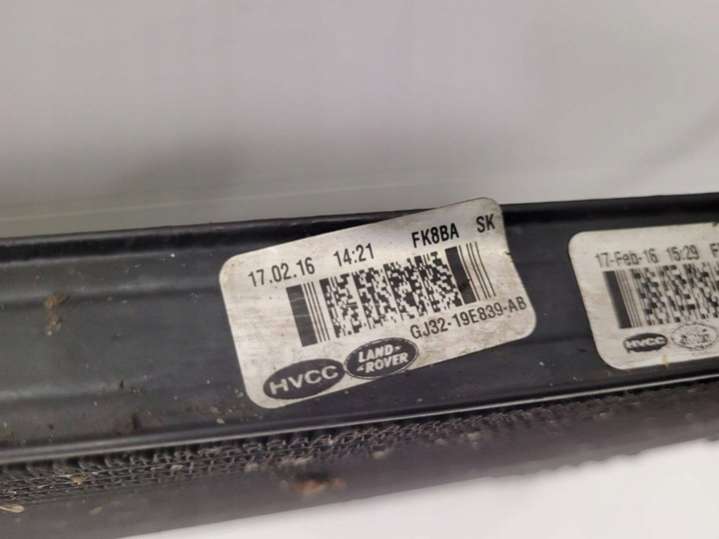 17.02.16 14:21 FK8BA SK
GJ32-19E839-AB
HVCC LAND-ROVER
17-Feb-16 15:29
HVCC